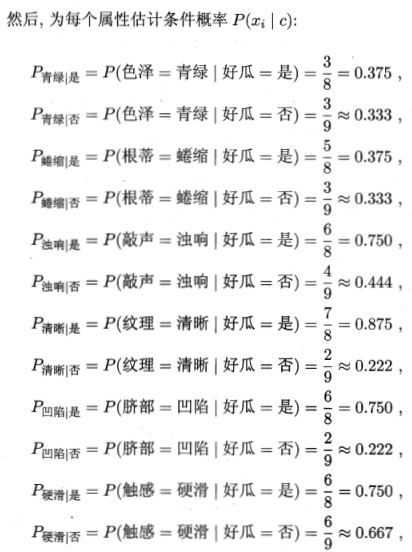 然后, 为每个属性估计条件概率 P(xᵢ | c):
P青绿|是 = P(色泽 = 青绿 | 好瓜 = 是) = 3/8 = 0.375 ,
P青绿|否 = P(色泽 = 青绿 | 好瓜 = 否) = 3/9 ≈ 0.333 ,
P蜷缩|是 = P(根蒂 = 蜷缩 | 好瓜 = 是) = 5/8 = 0.375 ,
P蜷缩|否 = P(根蒂 = 蜷缩 | 好瓜 = 否) = 3/9 ≈ 0.333 ,
P浊响|是 = P(敲声 = 浊响 | 好瓜 = 是) = 6/8 = 0.750 ,
P浊响|否 = P(敲声 = 浊响 | 好瓜 = 否) = 4/9 ≈ 0.444 ,
P清晰|是 = P(纹理 = 清晰 | 好瓜 = 是) = 7/8 = 0.875 ,
P清晰|否 = P(纹理 = 清晰 | 好瓜 = 否) = 2/9 ≈ 0.222 ,
P凹陷|是 = P(脐部 = 凹陷 | 好瓜 = 是) = 6/8 = 0.750 ,
P凹陷|否 = P(脐部 = 凹陷 | 好瓜 = 否) = 2/9 ≈ 0.222 ,
P硬滑|是 = P(触感 = 硬滑 | 好瓜 = 是) = 6/8 = 0.750 ,
P硬滑|否 = P(触感 = 硬滑 | 好瓜 = 否) = 6/9 ≈ 0.667 ,